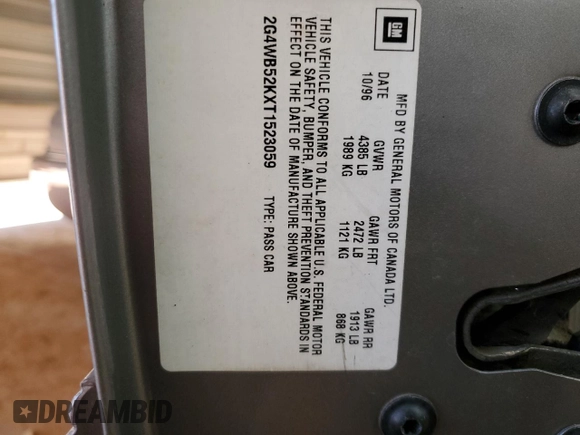 GM
MFD BY GENERAL MOTORS OF CANADA LTD.
DATE GVWR GAWR FRT GAWR RR
10/96 4385 LB 2472 LB 1913 LB
1989 KG 1121 KG 868 KG
THIS VEHICLE CONFORMS TO ALL APPLICABLE U.S. FEDERAL MOTOR
VEHICLE SAFETY, BUMPER, AND THEFT PREVENTION STANDARDS IN
EFFECT ON THE DATE OF MANUFACTURE SHOWN ABOVE.
2G4WB52KXT1523059 TYPE: PASS CAR
DREAMBID